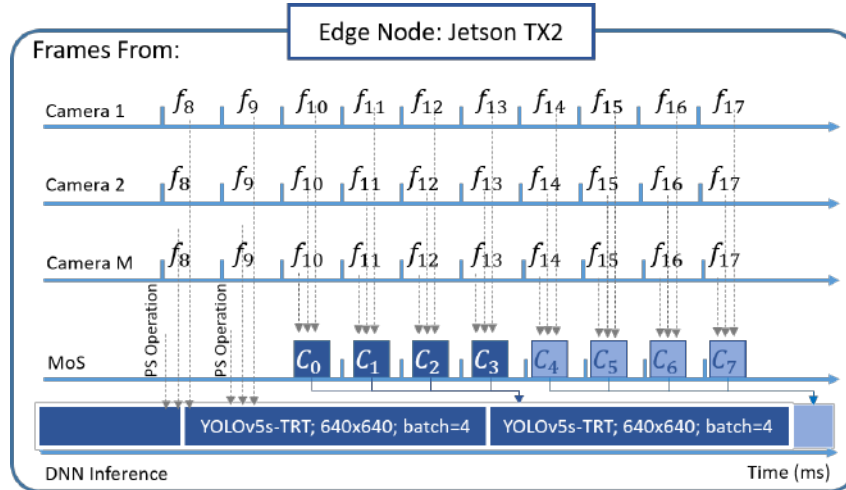 Edge Node: Jetson TX2
Frames From:
Camera 1 f8 f9 f10 f11 f12 f13 f14 f15 f16 f17
Camera 2 f8 f9 f10 f11 f12 f13 f14 f15 f16 f17
Camera M f8 f9 f10 f11 f12 f13 f14 f15 f16 f17
PS Operation PS Operation
MoS C0 C1 C2 C3 C4 C5 C6 C7
YOLOv5s-TRT; 640x640; batch=4 YOLOv5s-TRT; 640x640; batch=4
DNN Inference Time (ms)